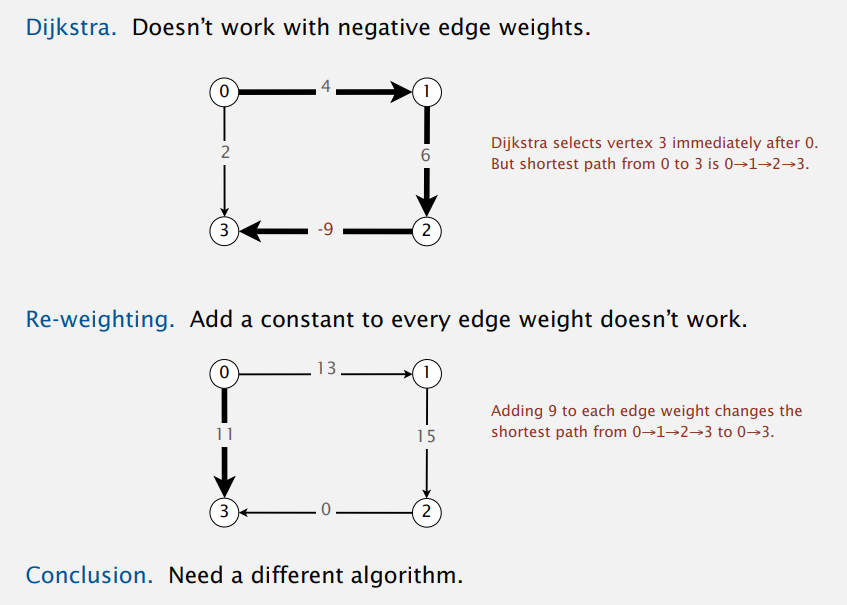 Dijkstra. Doesn't work with negative edge weights.
0
4
1
2
6
Dijkstra selects vertex 3 immediately after 0.
But shortest path from 0 to 3 is 0→1→2→3.
3
-9
2
Re-weighting. Add a constant to every edge weight doesn't work.
0
13
1
11
15
Adding 9 to each edge weight changes the
shortest path from 0→1→2→3 to 0→3.
3
0
2
Conclusion. Need a different algorithm.